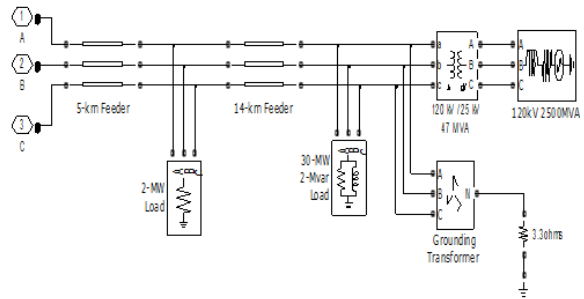 1
A
2
B
3
C
5-km Feeder
14-km Feeder
2-MW
Load
30-MW
2-Mvar
Load
a
b
c
A
B
C
120 kV /25 kV
47 MVA
A
B
C
120kV 2500MVA
A
B
C
N
Grounding
Transformer
3.3ohms